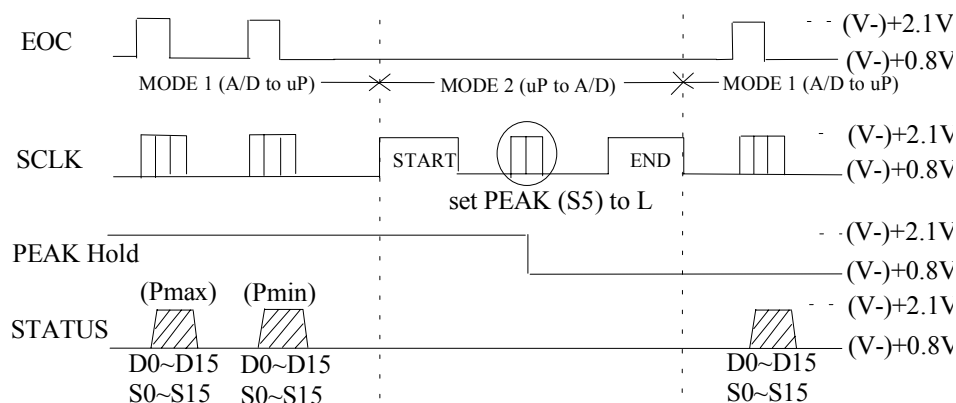 EOC
(V-)+2.1V
(V-)+0.8V
MODE 1 (A/D to uP)
MODE 2 (uP to A/D)
MODE 1 (A/D to uP)
SCLK
START
END
(V-)+2.1V
(V-)+0.8V
set PEAK (S5) to L
PEAK Hold
(V-)+2.1V
(V-)+0.8V
(Pmax)
(Pmin)
STATUS
(V-)+2.1V
(V-)+0.8V
D0~D15
D0~D15
D0~D15
S0~S15
S0~S15
S0~S15